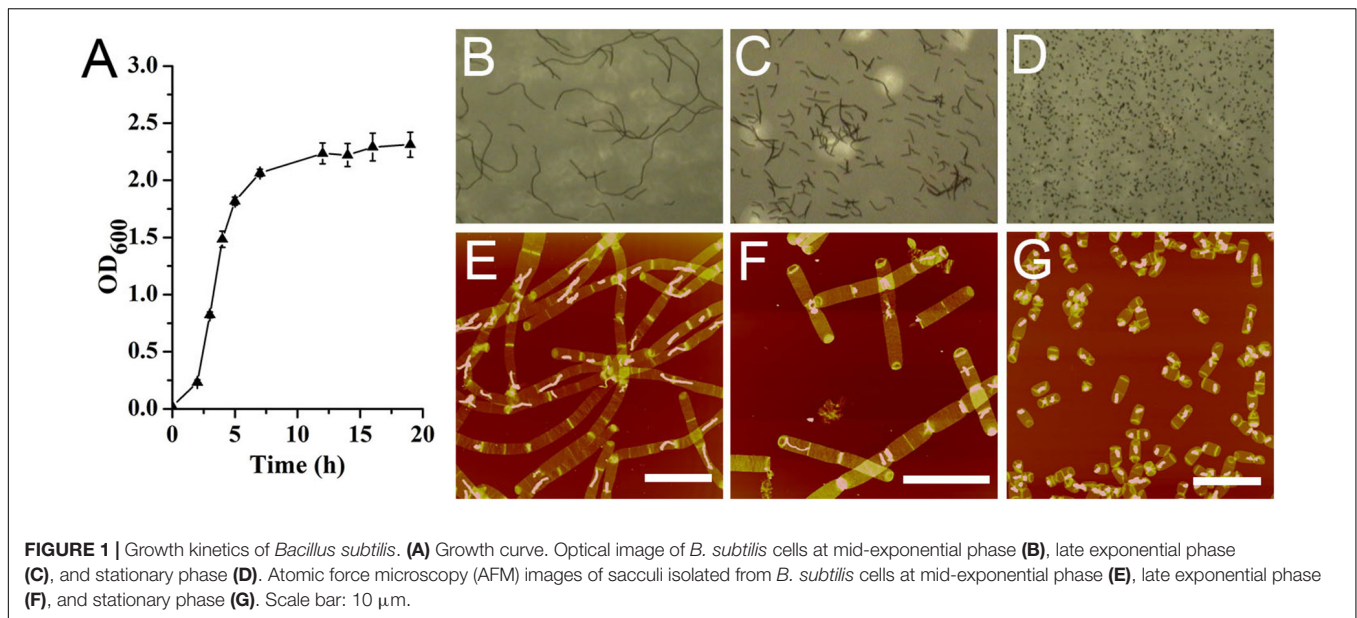 A
3.0
2.5
2.0
1.5
1.0
0.5
0.0
OD600
0 5 10 15 20
Time (h)
B
C
D
E
F
G
FIGURE 1 | Growth kinetics of Bacillus subtilis. (A) Growth curve. Optical image of B. subtilis cells at mid-exponential phase (B), late exponential phase
(C), and stationary phase (D). Atomic force microscopy (AFM) images of sacculi isolated from B. subtilis cells at mid-exponential phase (E), late exponential phase
(F), and stationary phase (G). Scale bar: 10 μm.